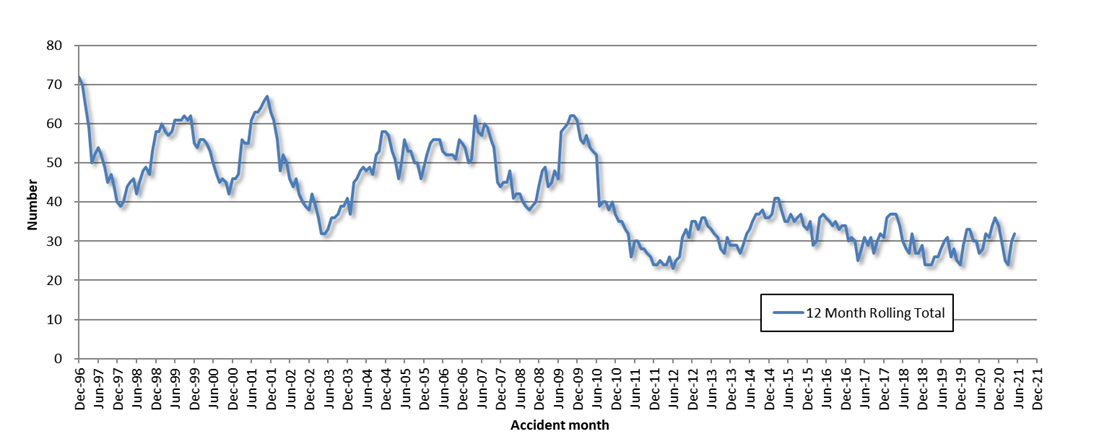 80
70
60
50
40
30
20
10
0
Number
12 Month Rolling Total
Dec-96
Jun-97
Dec-97
Jun-98
Dec-98
Jun-99
Dec-99
Jun-00
Dec-00
Jun-01
Dec-01
Jun-02
Dec-02
Jun-03
Dec-03
Jun-04
Dec-04
Jun-05
Dec-05
Jun-06
Dec-06
Jun-07
Dec-07
Jun-08
Dec-08
Jun-09
Dec-09
Jun-10
Dec-10
Jun-11
Dec-11
Jun-12
Dec-12
Jun-13
Dec-13
Jun-14
Dec-14
Jun-15
Dec-15
Jun-16
Dec-16
Jun-17
Dec-17
Jun-18
Dec-18
Jun-19
Dec-19
Jun-20
Dec-20
Jun-21
Dec-21
Accident month